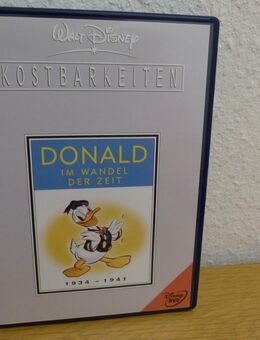 WALT DISNEY
KOSTBARKEITEN
DONALD
IM WANDEL
DER ZEIT
1934 - 1941
DISNEY
DVD